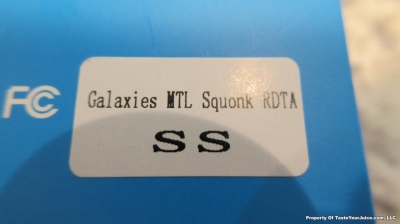 FC
Galaxies MTL Squonk RDTA
SS
Property Of TasteYourJuice.com, LLC